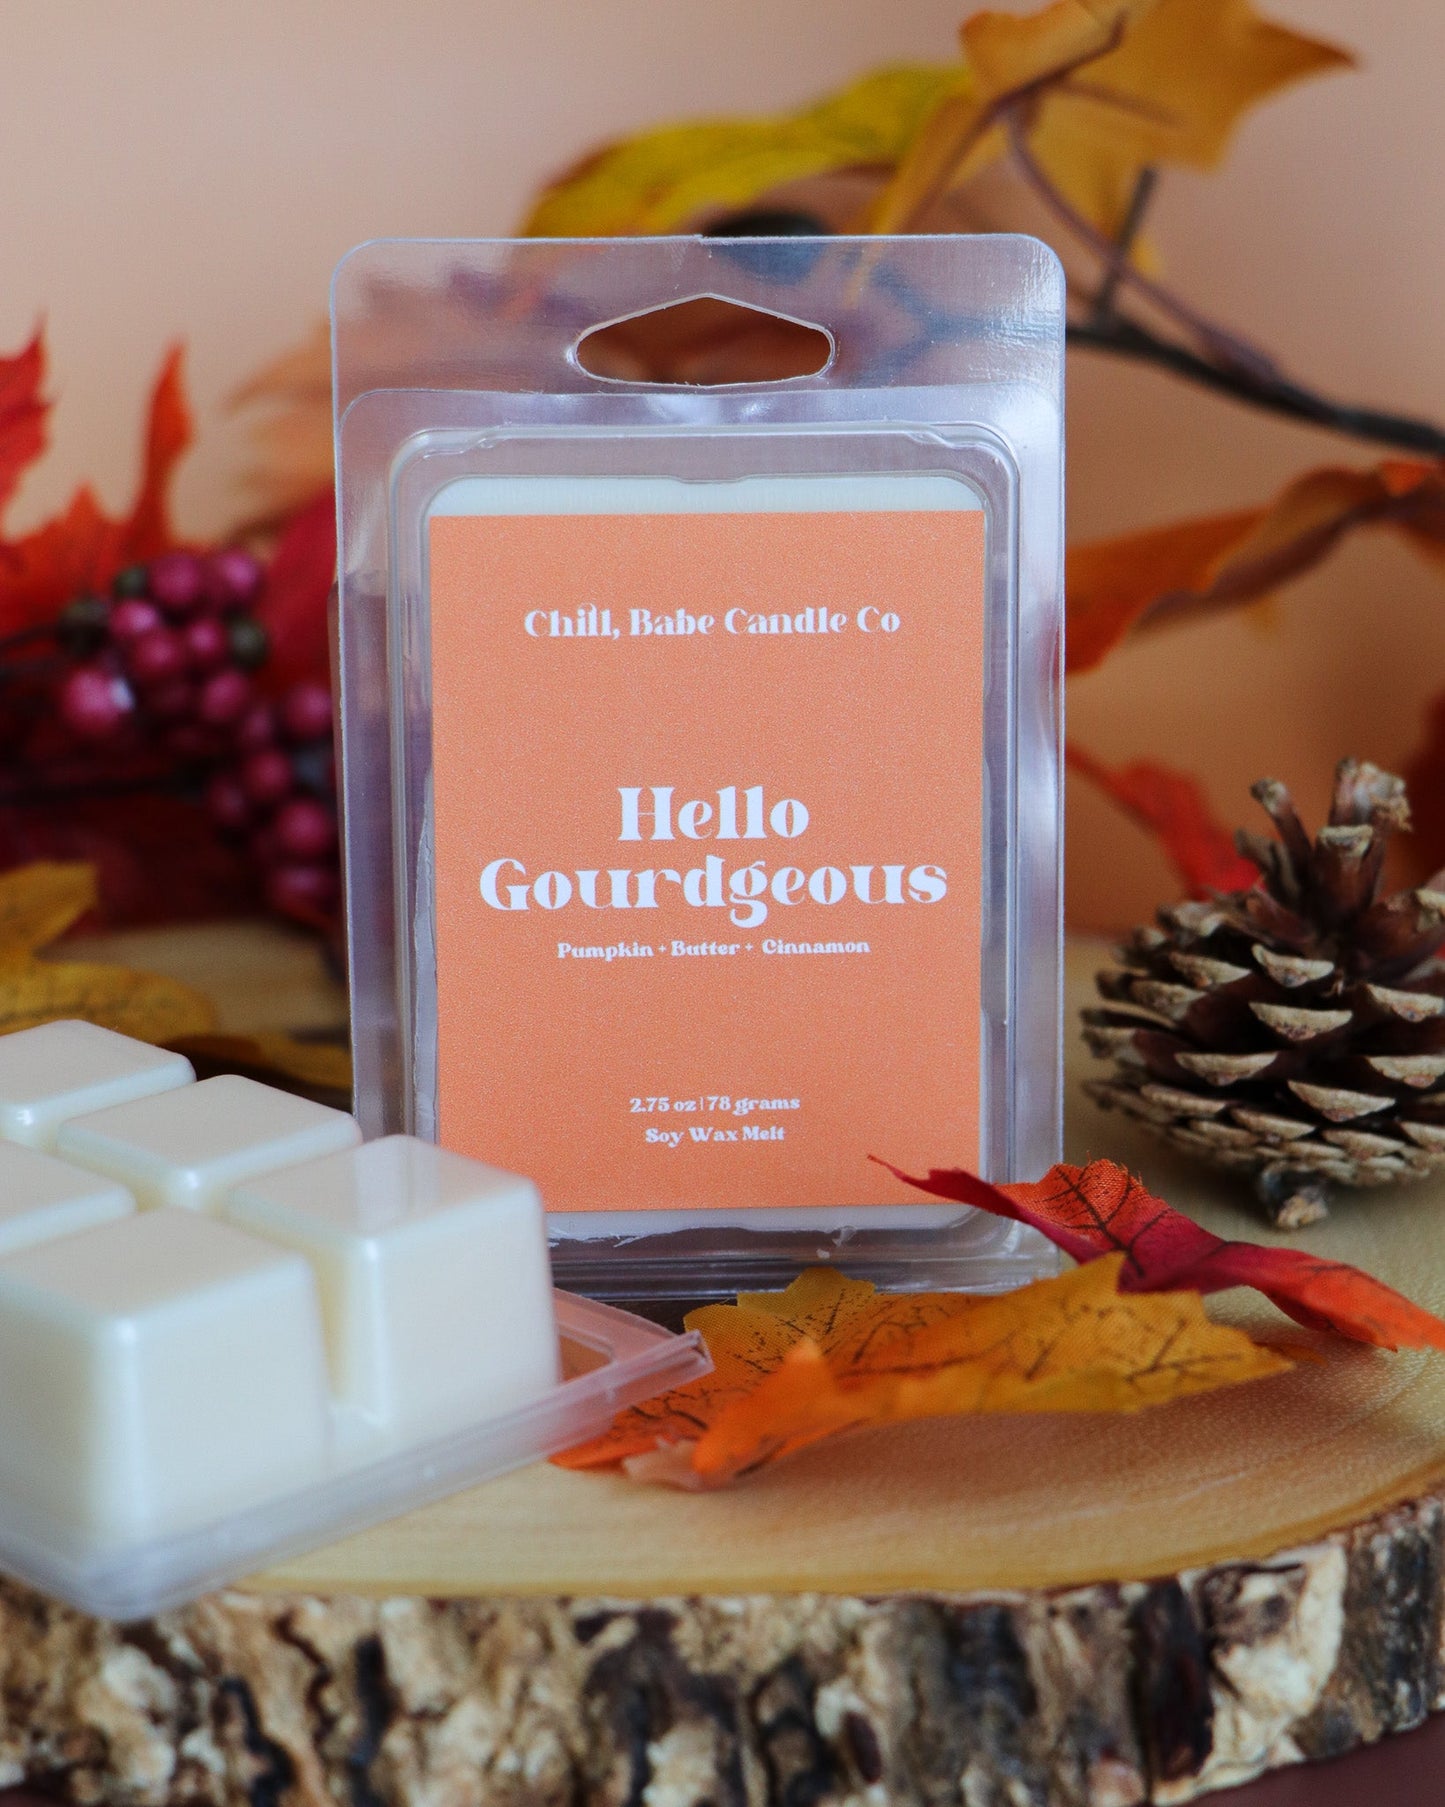 Chill, Babe Candle Co
Hello
Gourdgeous
Pumpkin + Butter + Cinnamon
2.75 oz | 78 grams
Soy Wax Melt